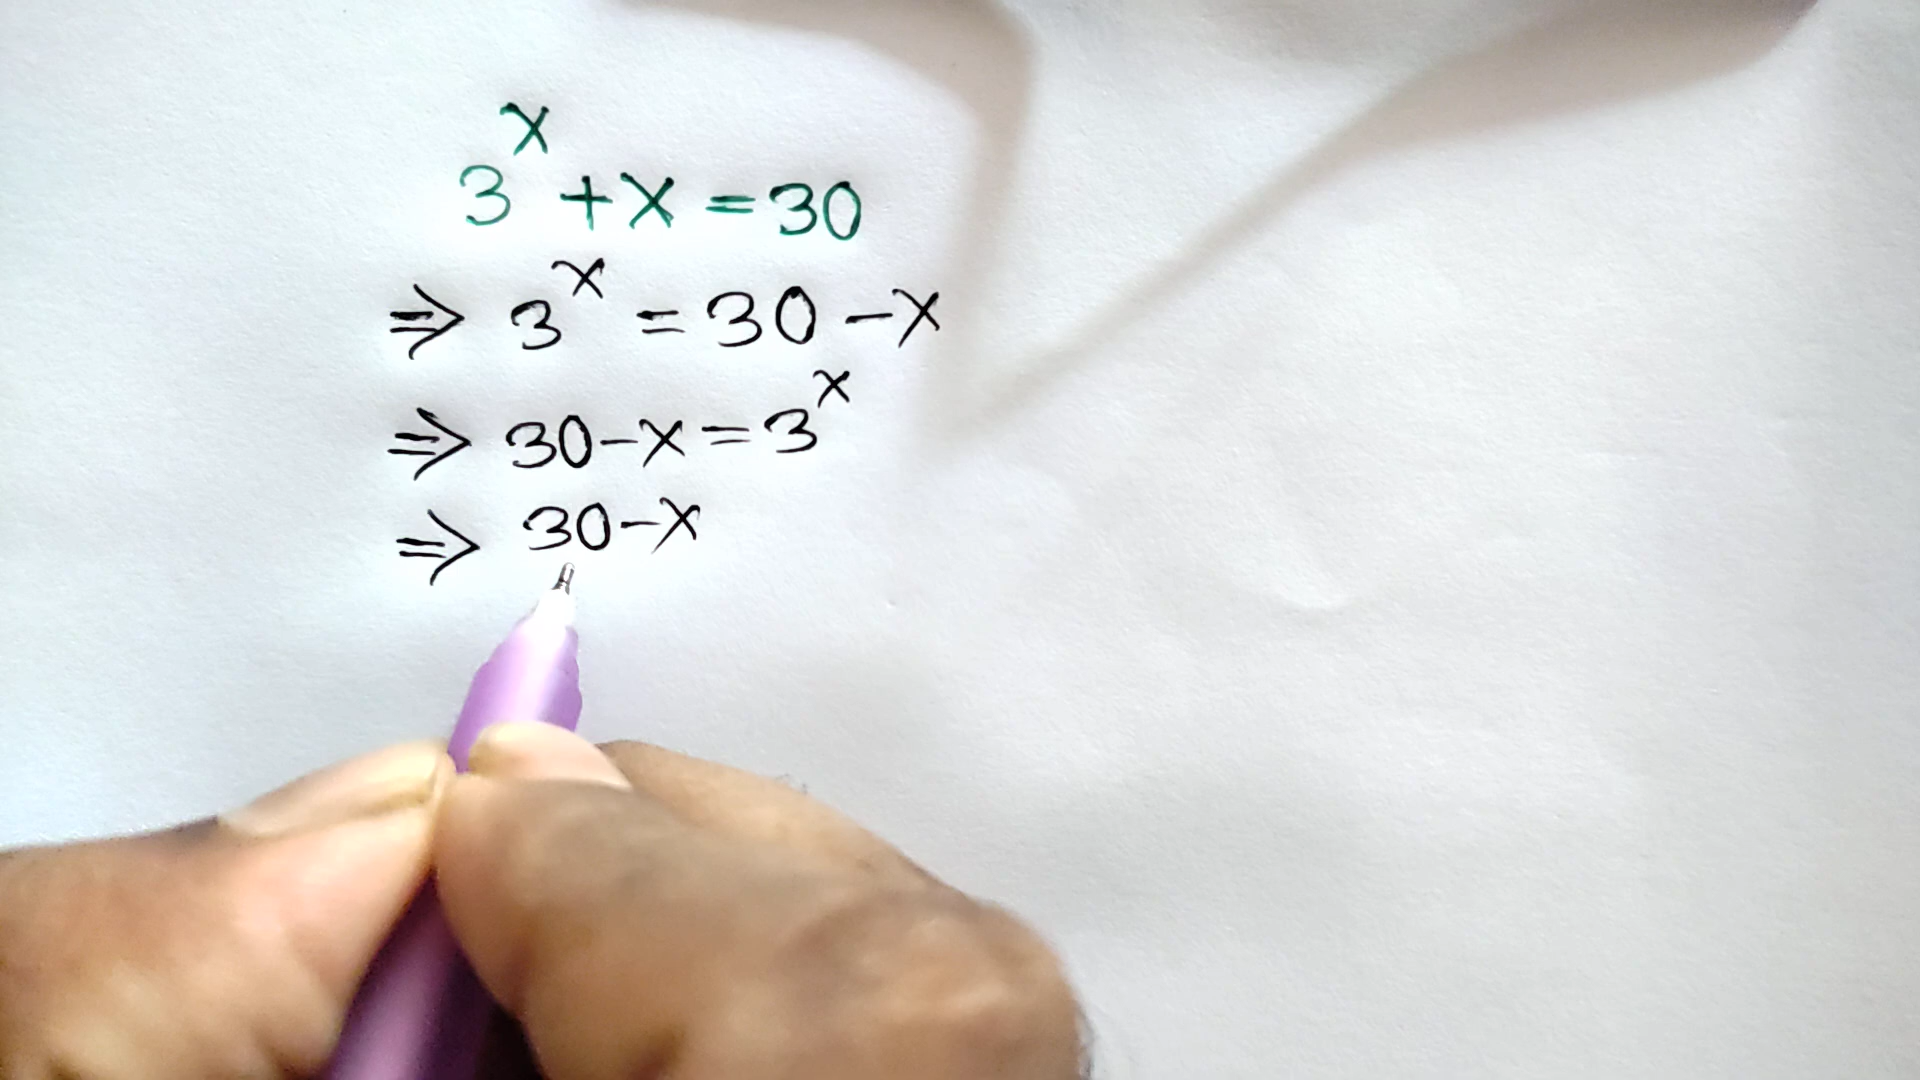 3^x + x = 30
⇒ 3^x = 30 - x
⇒ 30 - x = 3^x
⇒ 30 - x